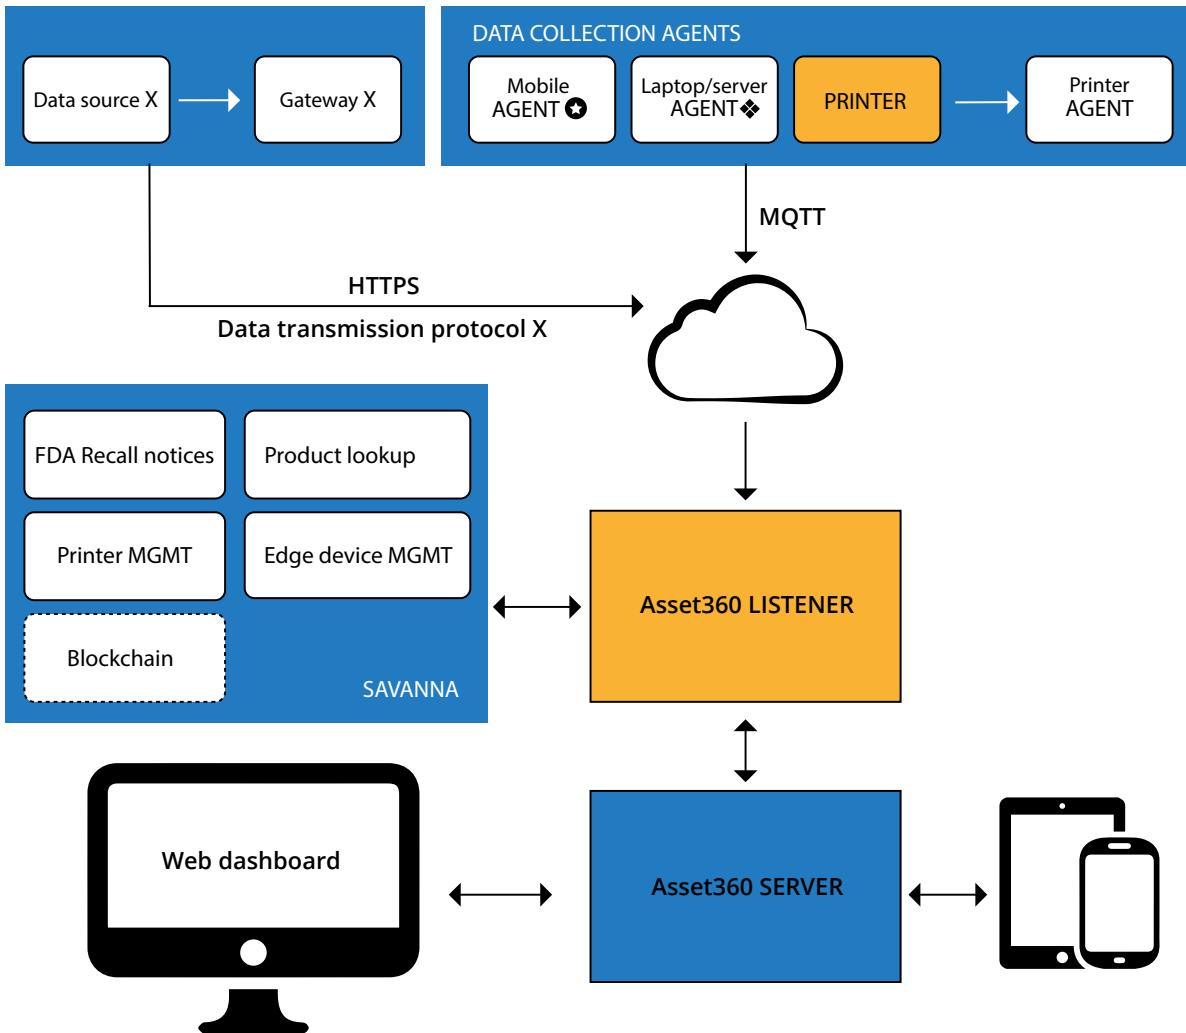 DATA COLLECTION AGENTS
Data source X
Gateway X
Mobile
AGENT
Laptop/server
AGENT
PRINTER
Printer
AGENT
MQTT
HTTPS
Data transmission protocol X
FDA Recall notices
Product lookup
Printer MGMT
Edge device MGMT
Blockchain
SAVANNA
Asset360 LISTENER
Web dashboard
Asset360 SERVER